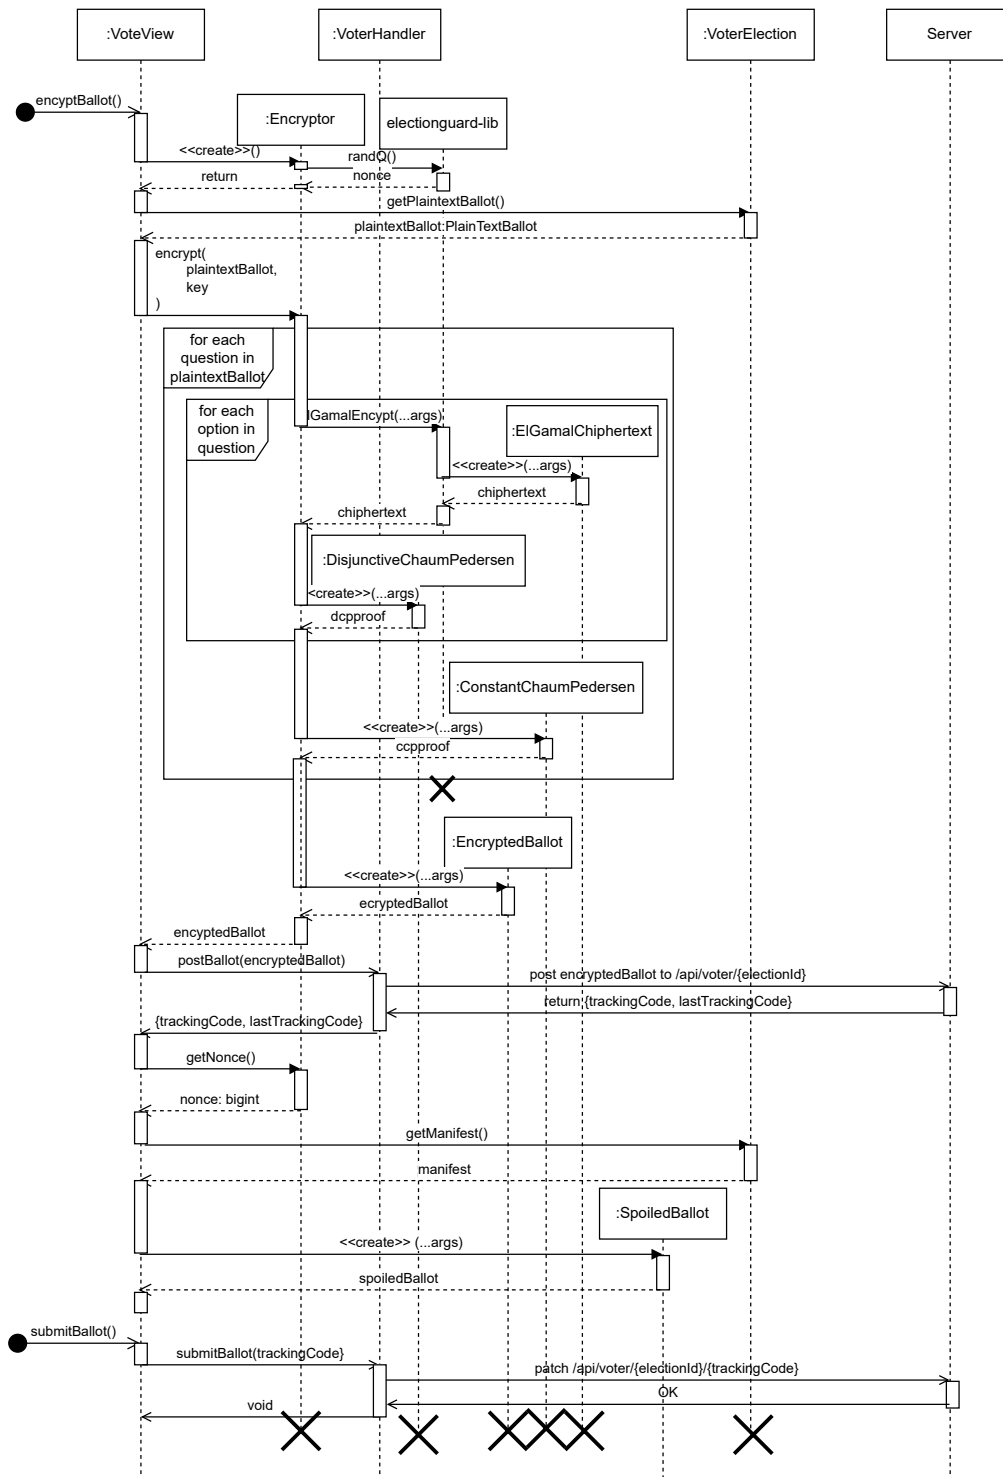 :VoteView
:VoterHandler
:VoterElection
Server
encyptBallot()
:Encryptor
electionguard-lib
<<create>>()
randQ()
nonce
return
getPlaintextBallot()
plaintextBallot:PlainTextBallot
encrypt(
plaintextBallot,
key
)
for each
question in
plaintextBallot
for each
option in
question
lGamalEncypt(...args)
:ElGamalChiphertext
<<create>>(...args)
chiphertext
chiphertext
:DisjunctiveChaumPedersen
<create>>(...args)
dcpproof
:ConstantChaumPedersen
<<create>>(...args)
ccpproof
:EncryptedBallot
<<create>>(...args)
ecryptedBallot
encyptedBallot
postBallot(encryptedBallot)
post encryptedBallot to /api/voter/{electionId}
return {trackingCode, lastTrackingCode}
{trackingCode, lastTrackingCode}
getNonce()
nonce: bigint
getManifest()
manifest
:SpoiledBallot
<<create>> (...args)
spoiledBallot
submitBallot()
submitBallot(trackingCode}
patch /api/voter/{electionId}/{trackingCode}
OK
void